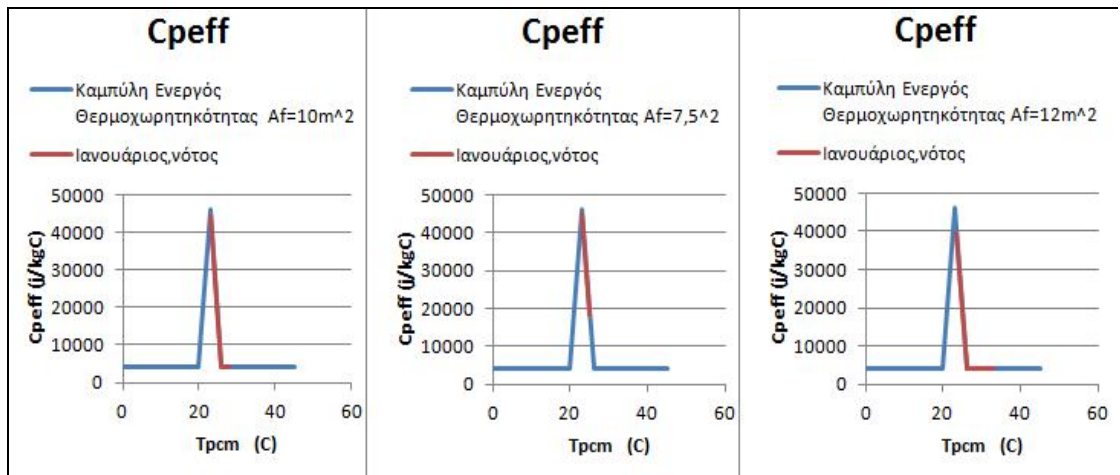 Cpeff
Καμπύλη Ενεργός
Θερμοχωρητηκότητας Af=10m^2
Ιανουάριος,νότος
50000
40000
30000
20000
10000
0
Cpeff (j/kgC)
0 20 40 60
Tpcm (C)
Cpeff
Καμπύλη Ενεργός
Θερμοχωρητηκότητας Af=7,5^2
Ιανουάριος,νότος
50000
40000
30000
20000
10000
0
Cpeff (j/kgC)
0 20 40 60
Tpcm (C)
Cpeff
Καμπύλη Ενεργός
Θερμοχωρητηκότητας Af=12m^2
Ιανουάριος,νότος
50000
40000
30000
20000
10000
0
Cpeff (j/kgC)
0 20 40 60
Tpcm (C)